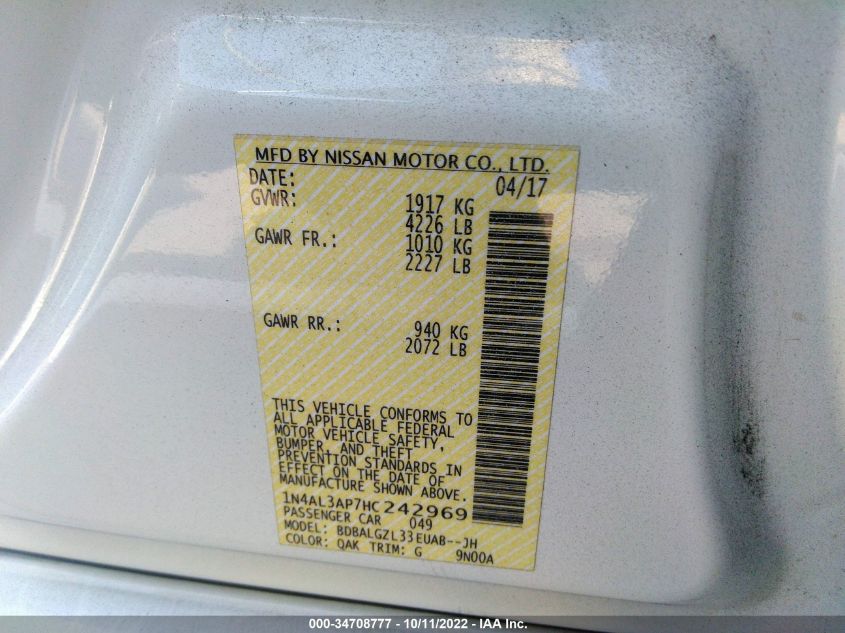 MFD BY NISSAN MOTOR CO., LTD.
DATE: 04/17
GVWR: 1917 KG
4226 LB
GAWR FR.: 1010 KG
2227 LB
GAWR RR.: 940 KG
2072 LB
THIS VEHICLE CONFORMS TO
ALL APPLICABLE FEDERAL
MOTOR VEHICLE SAFETY,
BUMPER, AND THEFT
PREVENTION STANDARDS IN
EFFECT ON THE DATE OF
MANUFACTURE SHOWN ABOVE.
1N4AL3AP7HC242969
PASSENGER CAR 049
MODEL: BDBALGZL33EUAB--JH
COLOR: QAK TRIM: G 9N00A
000-34708777 - 10/11/2022 - IAA Inc.